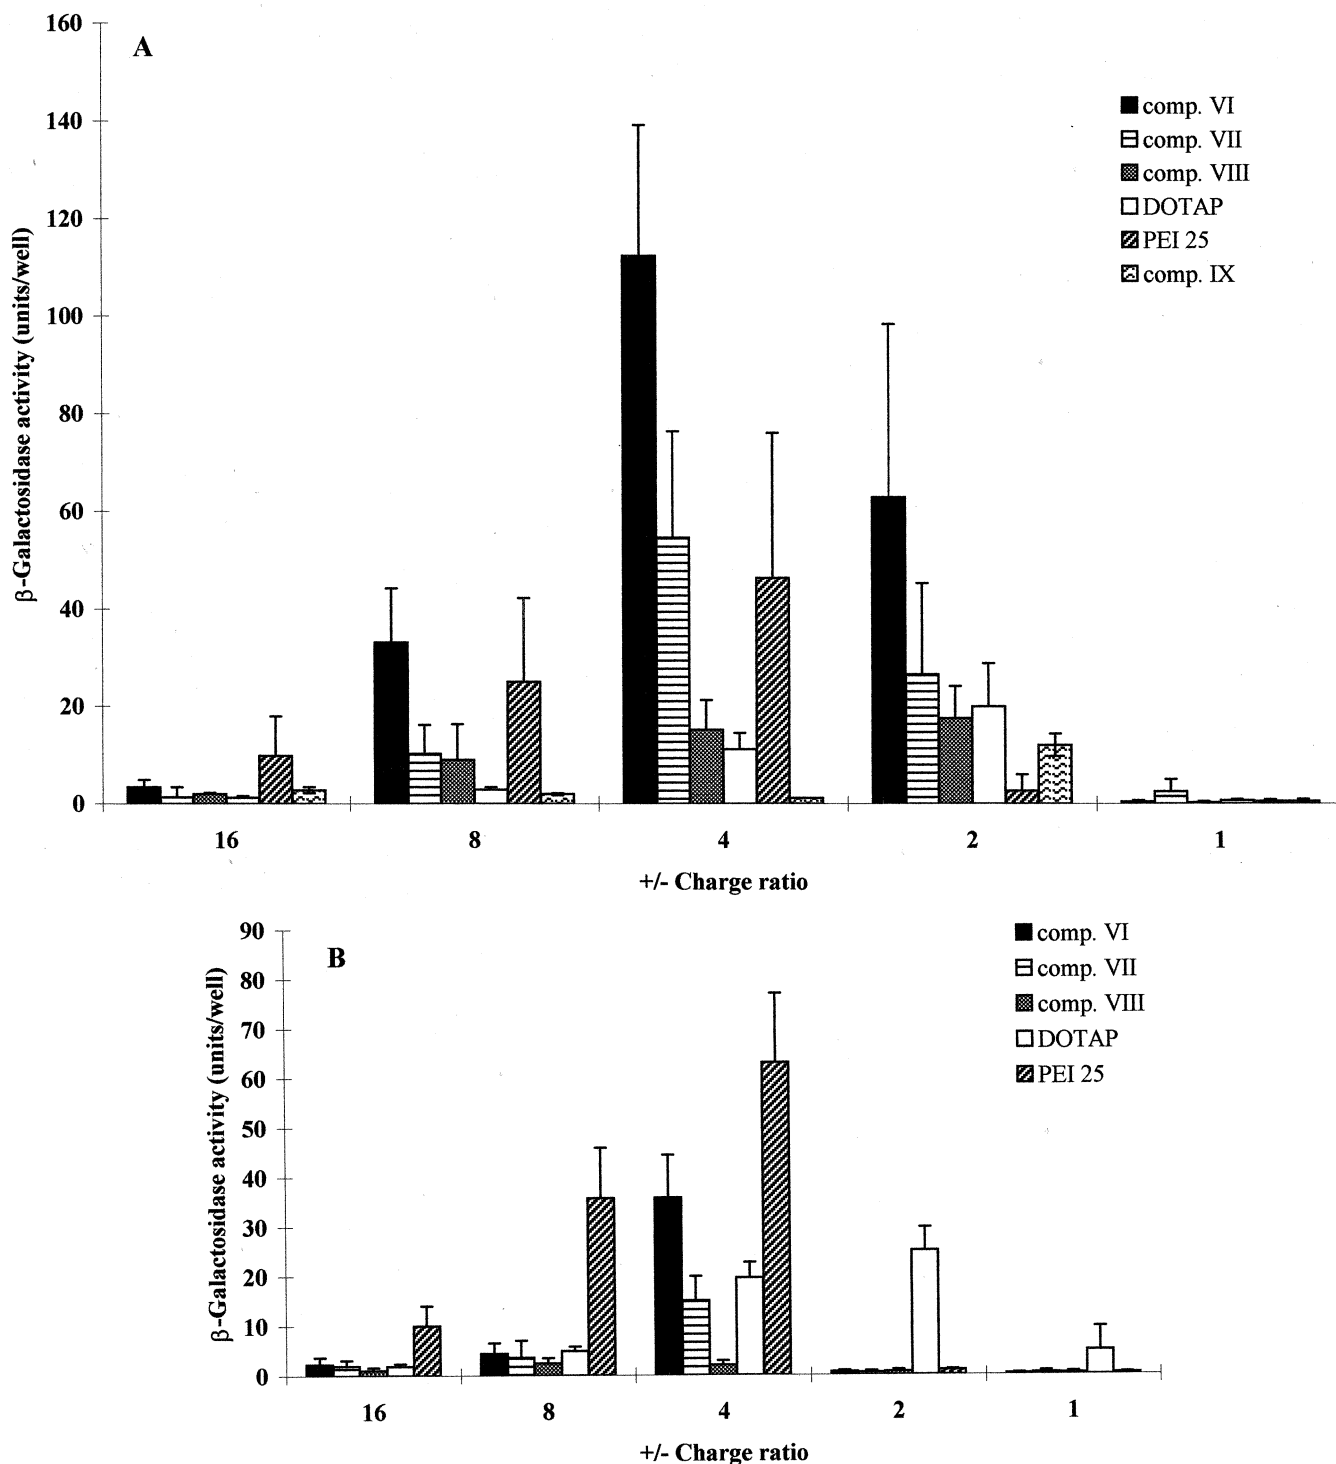 A
160
140
120
100
80
60
40
20
0
β-Galactosidase activity (units/well)
comp. VI
comp. VII
comp. VIII
DOTAP
PEI 25
comp. IX
16 8 4 2 1
+/- Charge ratio
B
90
80
70
60
50
40
30
20
10
0
β-Galactosidase activity (units/well)
comp. VI
comp. VII
comp. VIII
DOTAP
PEI 25
16 8 4 2 1
+/- Charge ratio